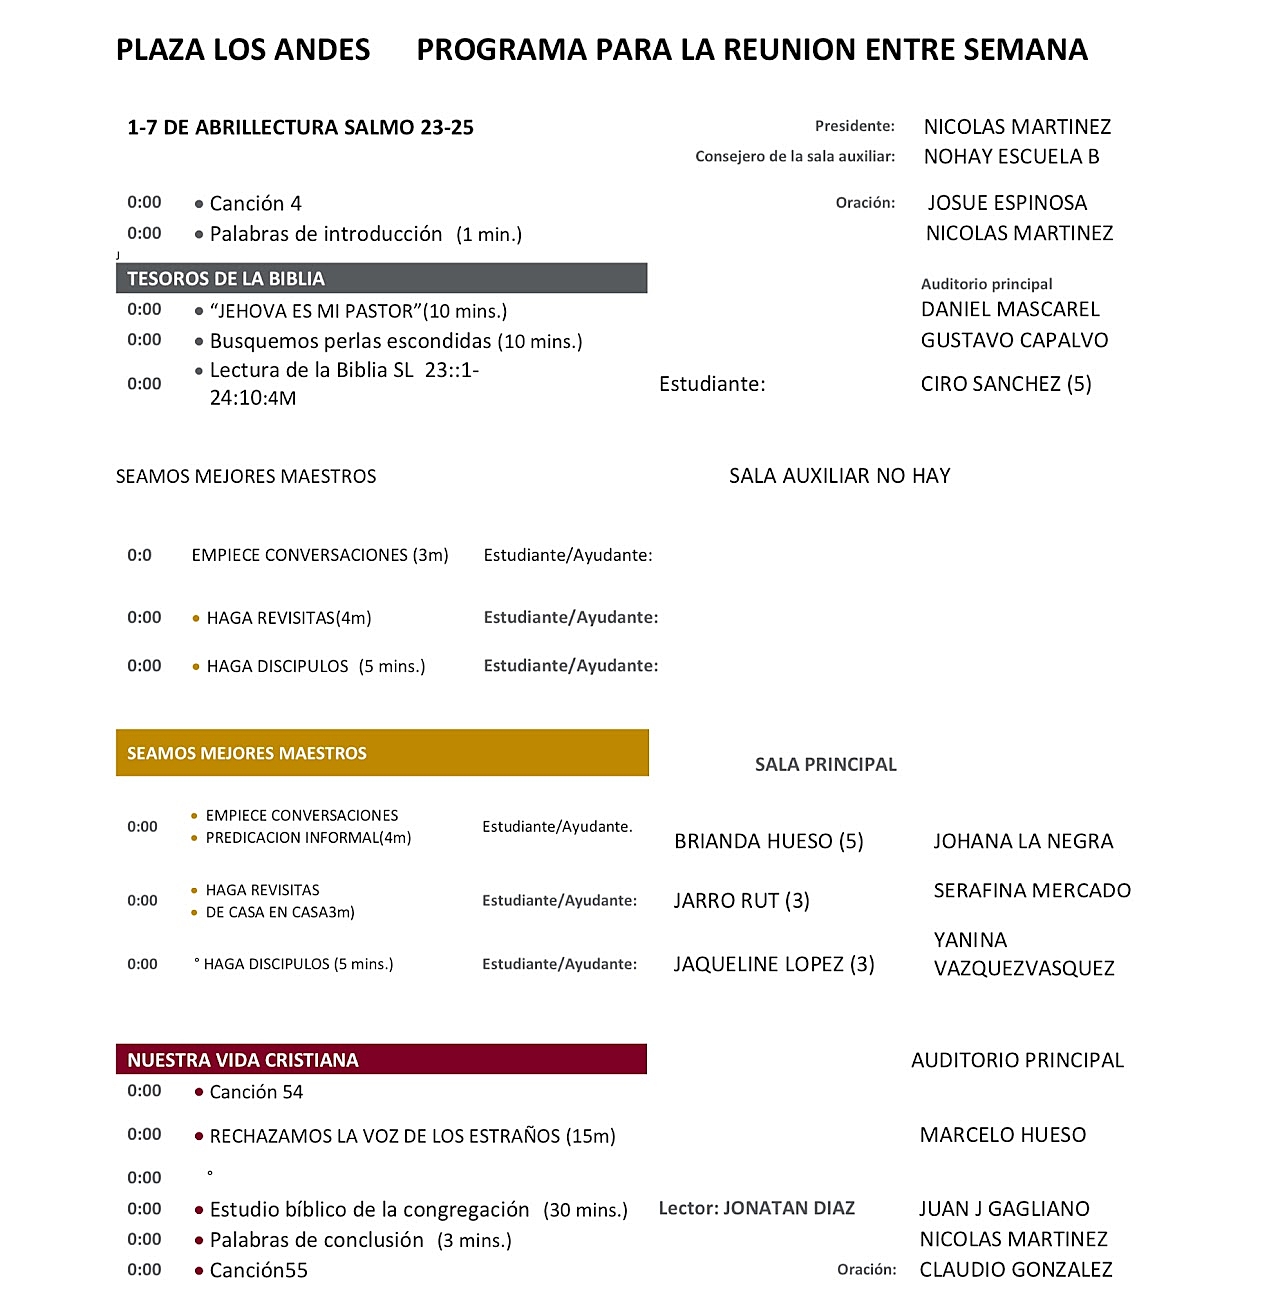 PLAZA LOS ANDES PROGRAMA PARA LA REUNION ENTRE SEMANA
1-7 DE ABRILLECTURA SALMO 23-25 Presidente: NICOLAS MARTINEZ
Consejero de la sala auxiliar: NOHAY ESCUELA B
0:00 • Canción 4 Oración: JOSUE ESPINOSA
0:00 • Palabras de introducción (1 min.) NICOLAS MARTINEZ
J
TESOROS DE LA BIBLIA Auditorio principal
0:00 • “JEHOVA ES MI PASTOR”(10 mins.) DANIEL MASCAREL
0:00 • Busquemos perlas escondidas (10 mins.) GUSTAVO CAPALVO
0:00 • Lectura de la Biblia SL 23::1-
24:10:4M Estudiante: CIRO SANCHEZ (5)
SEAMOS MEJORES MAESTROS SALA AUXILIAR NO HAY
0:0 EMPIECE CONVERSACIONES (3m) Estudiante/Ayudante:
0:00 • HAGA REVISITAS(4m) Estudiante/Ayudante:
0:00 • HAGA DISCIPULOS (5 mins.) Estudiante/Ayudante:
SEAMOS MEJORES MAESTROS SALA PRINCIPAL
0:00 • EMPIECE CONVERSACIONES
• PREDICACION INFORMAL(4m) Estudiante/Ayudante. BRIANDA HUESO (5) JOHANA LA NEGRA
0:00 • HAGA REVISITAS
• DE CASA EN CASA3m) Estudiante/Ayudante: JARRO RUT (3) SERAFINA MERCADO
0:00 ° HAGA DISCIPULOS (5 mins.) Estudiante/Ayudante: JAQUELINE LOPEZ (3) YANINA
VAZQUEZVASQUEZ
NUESTRA VIDA CRISTIANA AUDITORIO PRINCIPAL
0:00 • Canción 54
0:00 • RECHAZAMOS LA VOZ DE LOS ESTRAÑOS (15m) MARCELO HUESO
0:00 °
0:00 • Estudio bíblico de la congregación (30 mins.) Lector: JONATAN DIAZ JUAN J GAGLIANO
0:00 • Palabras de conclusión (3 mins.) NICOLAS MARTINEZ
0:00 • Canción55 Oración: CLAUDIO GONZALEZ